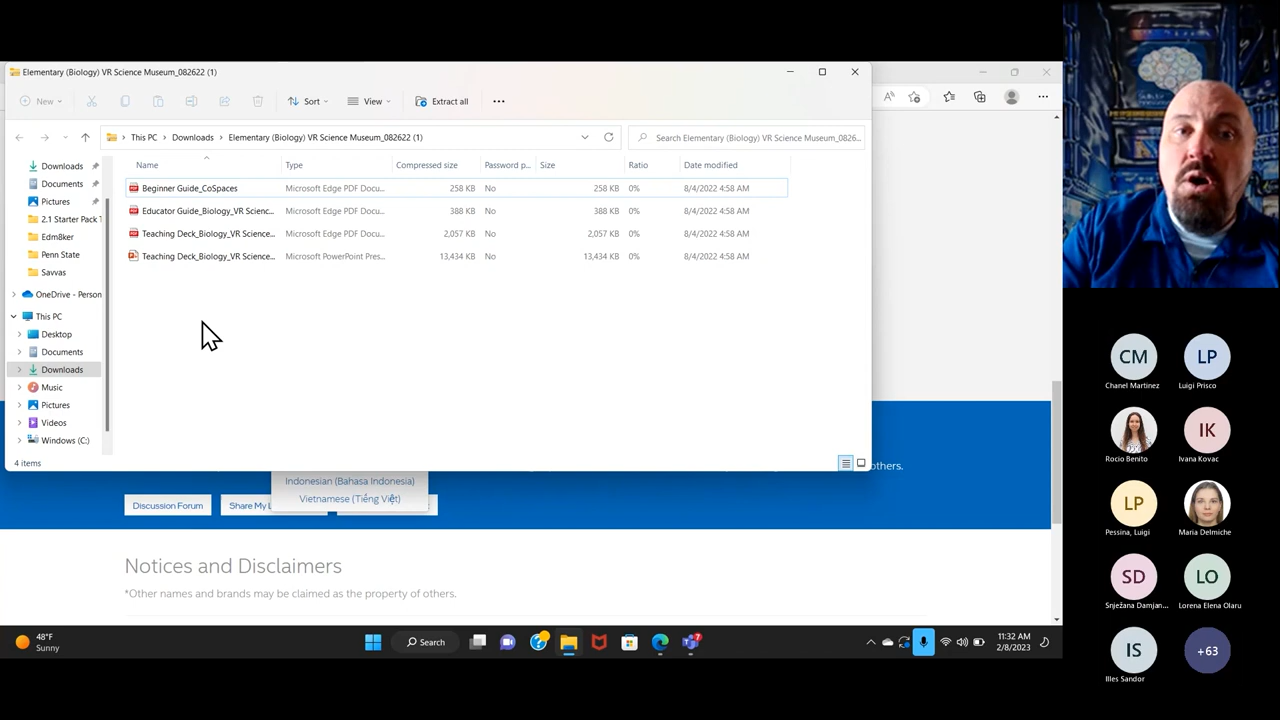 Elementary (Biology) VR Science Museum_082622 (1)
New
Sort
View
Extract all
This PC
Downloads
Elementary (Biology) VR Science Museum_082622 (1)
Search Elementary (Biology) VR Science Museum_0826...
Downloads
Documents
Pictures
2.1 Starter Pack T
Edm8ker
Penn State
Savvas
OneDrive - Person
This PC
Desktop
Documents
Downloads
Music
Pictures
Videos
Windows (C:)
Name Type Compressed size Password p... Size Ratio Date modified
Beginner Guide_CoSpaces Microsoft Edge PDF Docu... 258 KB No 258 KB 0% 8/4/2022 4:58 AM
Educator Guide_Biology_VR Scienc... Microsoft Edge PDF Docu... 388 KB No 388 KB 0% 8/4/2022 4:58 AM
Teaching Deck_Biology_VR Science... Microsoft Edge PDF Docu... 2,057 KB No 2,057 KB 0% 8/4/2022 4:58 AM
Teaching Deck_Biology_VR Science... Microsoft PowerPoint Pres... 13,434 KB No 13,434 KB 0% 8/4/2022 4:58 AM
4 items
others.
Indonesian (Bahasa Indonesia)
Vietnamese (Tiếng Việt)
Discussion Forum
Share My L
Notices and Disclaimers
*Other names and brands may be claimed as the property of others.
48°F
Sunny
Search
7
11:32 AM
2/8/2023
CM
Chanel Martinez
LP
Luigi Prisco
Rocio Benito
IK
Ivana Kovac
LP
Pessina, Luigi
Maria Delmiche
SD
Snježana Damjan...
LO
Lorena Elena Olaru
IS
Illes Sandor
+63